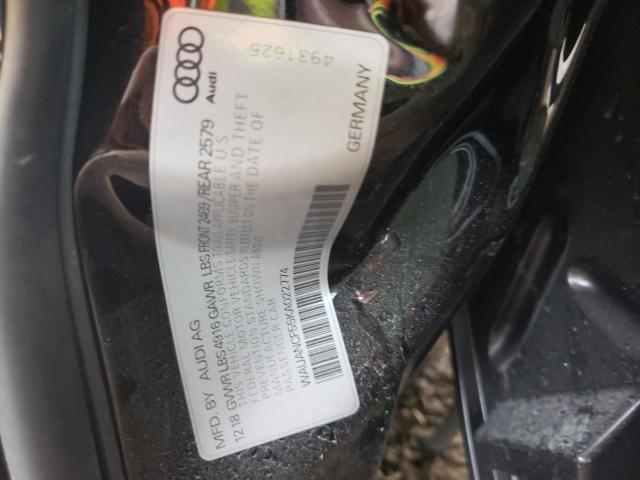 4931625
Audi
GERMANY
MFD. BY AUDI AG
12 18 GVWR LBS 4916 GAWR LBS FRONT 2469 /REAR 2579
THIS VEHICLE CONFORMS TO ALL APPLICABLE U S
FEDERAL MOTOR VEHICLE SAFETY, BUMPER AND THEFT
PREVENTION STANDARDS IN EFFECT ON THE DATE OF
MANUFACTURE SHOWN ABOVE
PASSENGER CAR
WAUANCF55KA022774